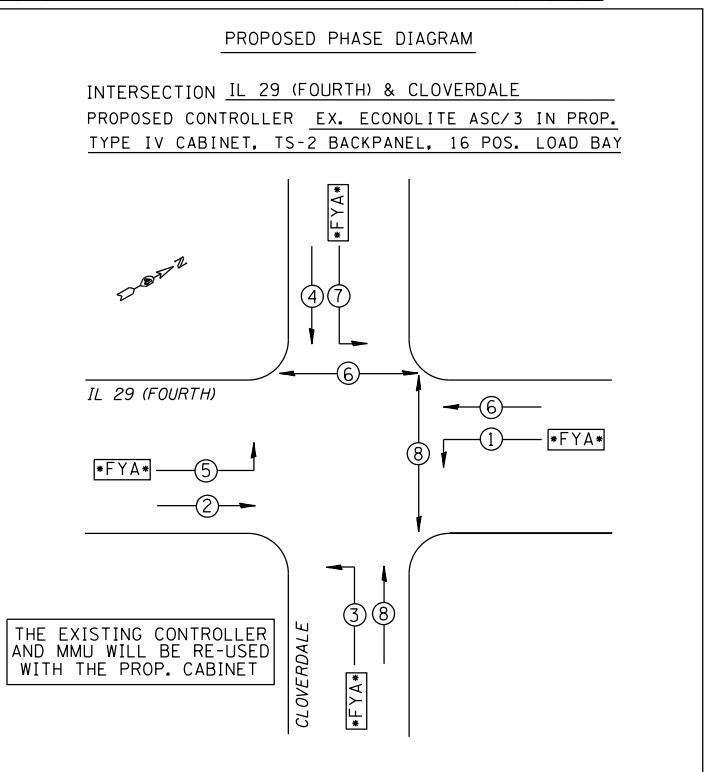 PROPOSED PHASE DIAGRAM
INTERSECTION IL 29 (FOURTH) & CLOVERDALE
PROPOSED CONTROLLER EX. ECONOLITE ASC/3 IN PROP.
TYPE IV CABINET, TS-2 BACKPANEL, 16 POS. LOAD BAY
*FYA*
N
4 7
6
IL 29 (FOURTH)
6
1 *FYA*
8
*FYA* 5
2
3 8
THE EXISTING CONTROLLER
AND MMU WILL BE RE-USED
WITH THE PROP. CABINET
CLOVERDALE
*FYA*